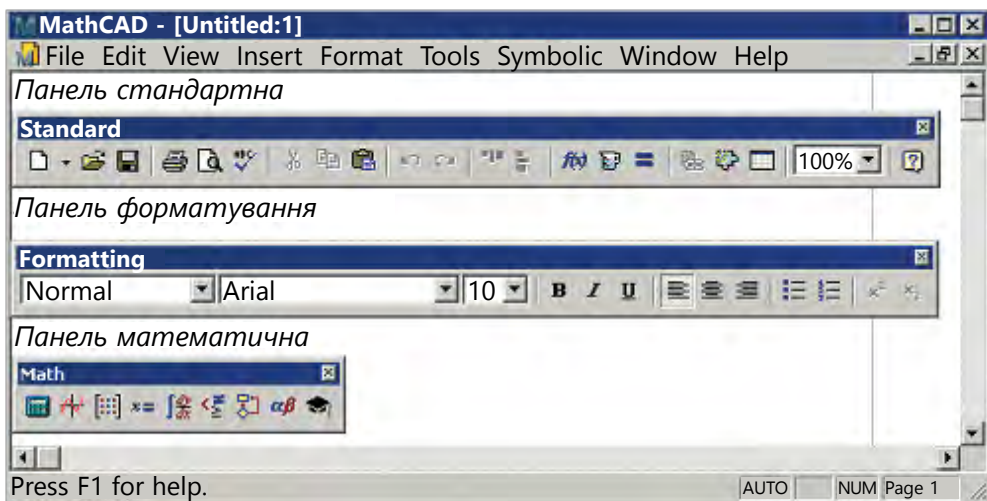 MathCAD - [Untitled:1]
File Edit View Insert Format Tools Symbolic Window Help
Панель стандартна
Standard
100%
Панель форматування
Formatting
Normal Arial 10 B I U
Панель математична
Math
x= αβ
Press F1 for help. AUTO NUM Page 1